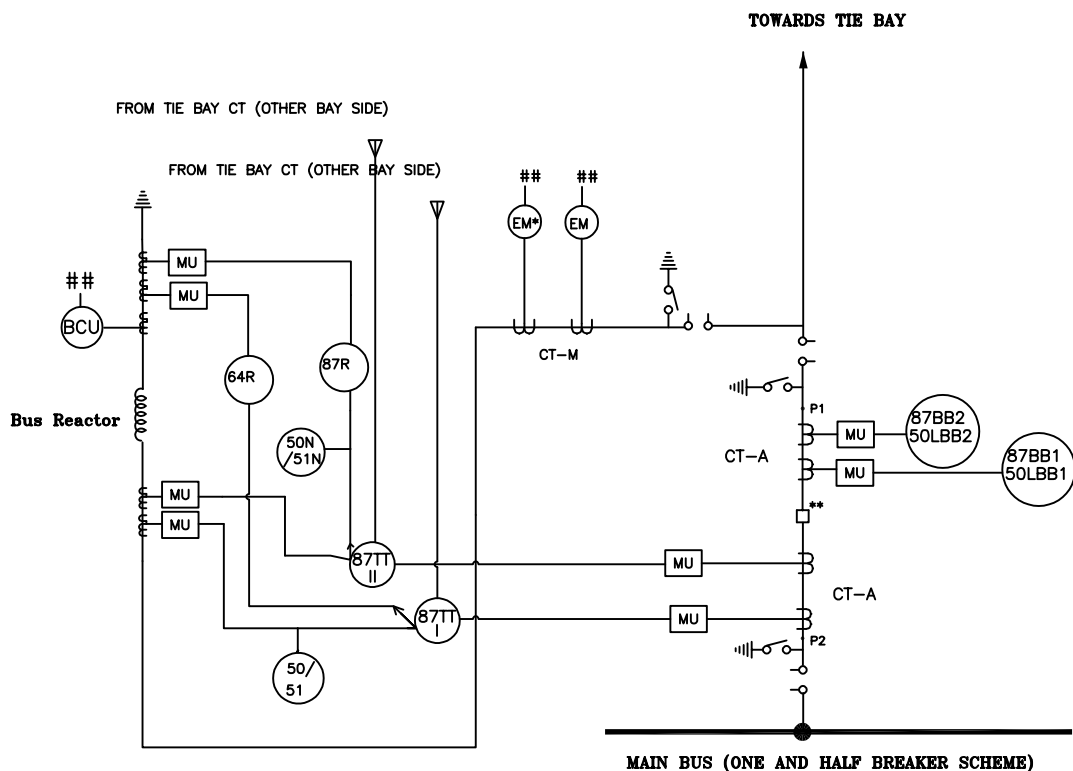 TOWARDS TIE BAY
FROM TIE BAY CT (OTHER BAY SIDE)
FROM TIE BAY CT (OTHER BAY SIDE)
##
##
EM*
EM
MU
##
MU
BCU
CT-M
64R
87R
P1
Bus Reactor
87BB2
50LBB2
MU
50N
/51N
CT-A
87BB1
50LBB1
MU
MU
**
MU
87TT
II
MU
CT-A
87TT
I
MU
P2
50/
51
MAIN BUS (ONE AND HALF BREAKER SCHEME)